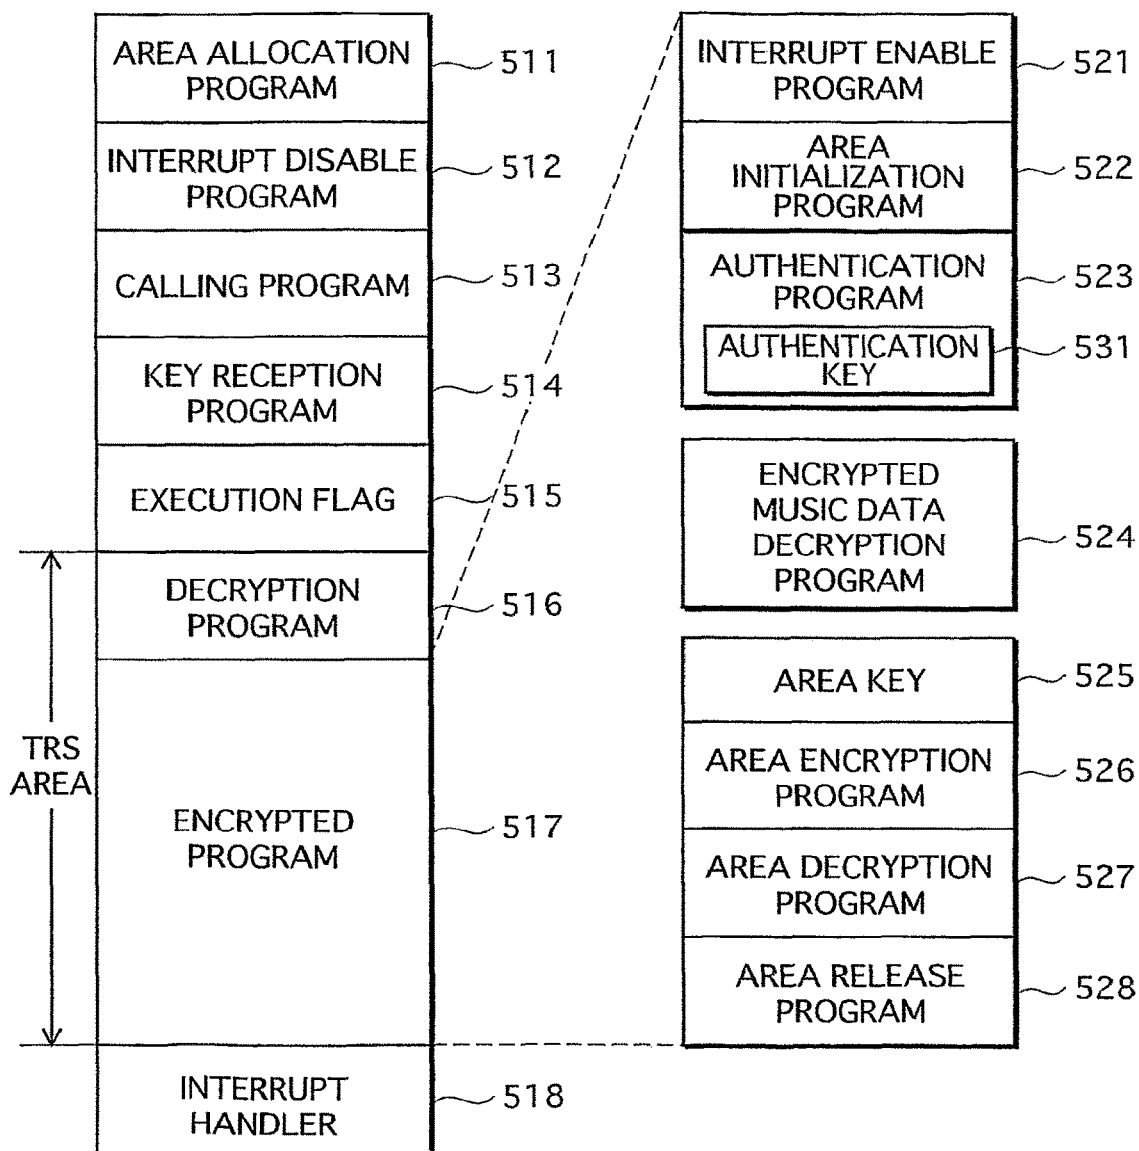 AREA ALLOCATION
PROGRAM
511
INTERRUPT DISABLE
PROGRAM
512
CALLING PROGRAM
513
KEY RECEPTION
PROGRAM
514
EXECUTION FLAG
515
DECRYPTION
PROGRAM
516
TRS
AREA
ENCRYPTED
PROGRAM
517
INTERRUPT
HANDLER
518
INTERRUPT ENABLE
PROGRAM
521
AREA
INITIALIZATION
PROGRAM
522
AUTHENTICATION
PROGRAM
523
AUTHENTICATION
KEY
531
ENCRYPTED
MUSIC DATA
DECRYPTION
PROGRAM
524
AREA KEY
525
AREA ENCRYPTION
PROGRAM
526
AREA DECRYPTION
PROGRAM
527
AREA RELEASE
PROGRAM
528